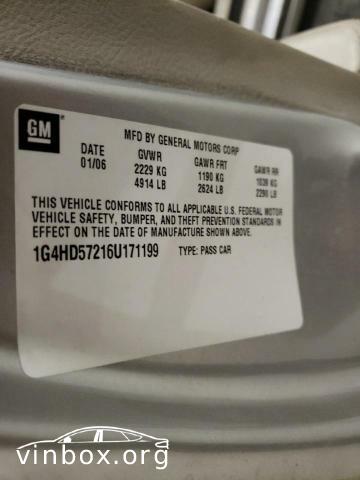 GM
MFD BY GENERAL MOTORS CORP
DATE GVWR GAWR FRT GAWR RR
01/06 2229 KG 1190 KG 1039 KG
4914 LB 2624 LB 2290 LB
THIS VEHICLE CONFORMS TO ALL APPLICABLE U.S. FEDERAL MOTOR
VEHICLE SAFETY, BUMPER, AND THEFT PREVENTION STANDARDS IN
EFFECT ON THE DATE OF MANUFACTURE SHOWN ABOVE.
1G4HD57216U171199 TYPE: PASS CAR
vinbox.org